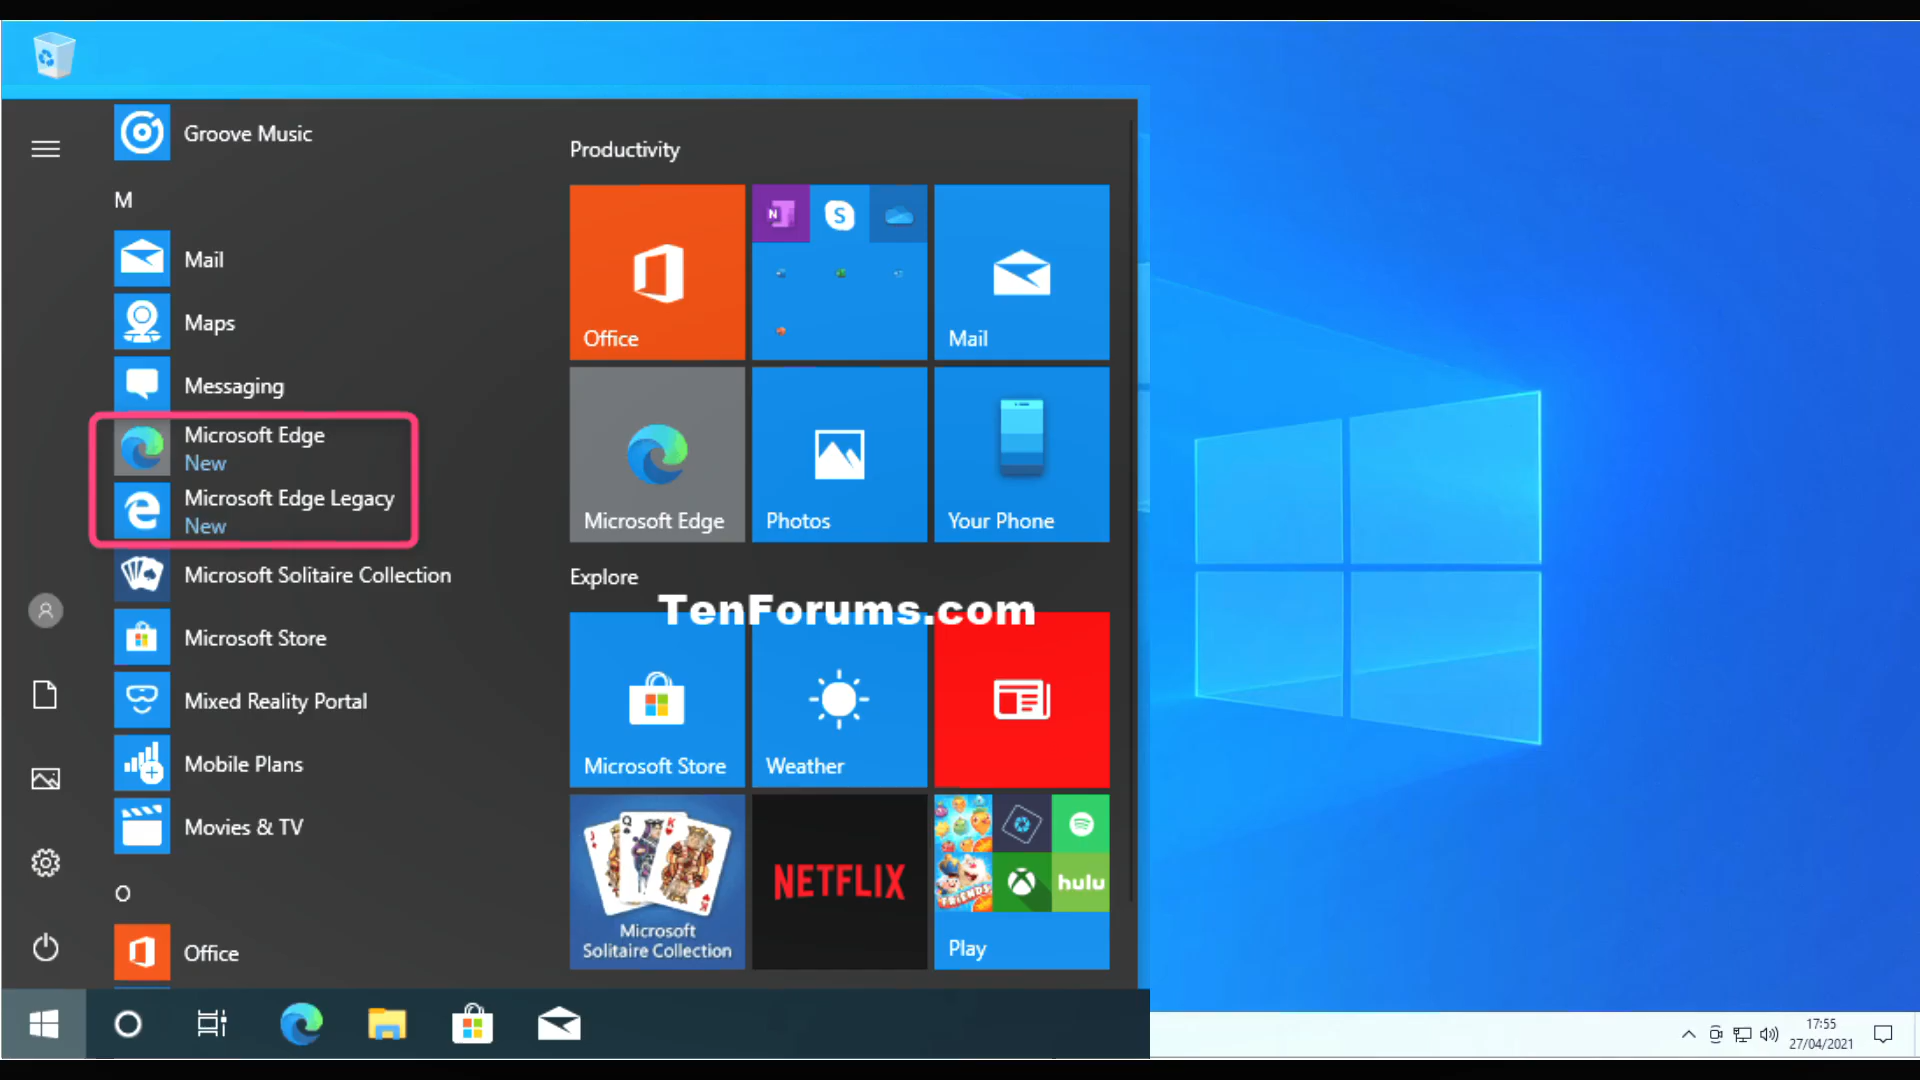 Groove Music
M
Mail
Maps
Messaging
Microsoft Edge
New
Microsoft Edge Legacy
New
Microsoft Solitaire Collection
Microsoft Store
Mixed Reality Portal
Mobile Plans
Movies & TV
O
Office
Productivity
Office
N
S
Mail
Microsoft Edge
Photos
Your Phone
Explore
TenForums.com
Microsoft Store
Weather
J
Q
K
K
Microsoft
Solitaire Collection
NETFLIX
FRIENDS
hulu
Play
17:55
27/04/2021